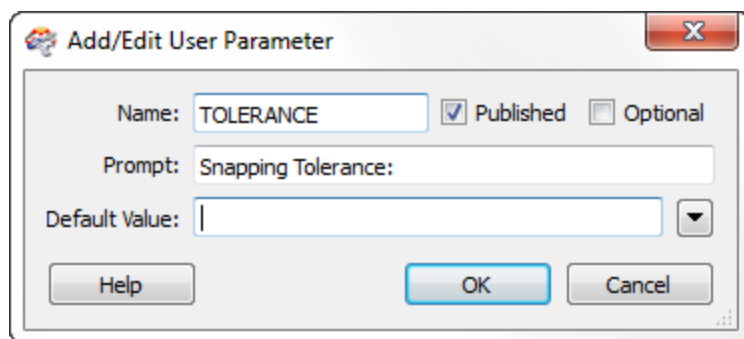 Add/Edit User Parameter
Name: TOLERANCE Published Optional
Prompt: Snapping Tolerance:
Default Value:
Help OK Cancel